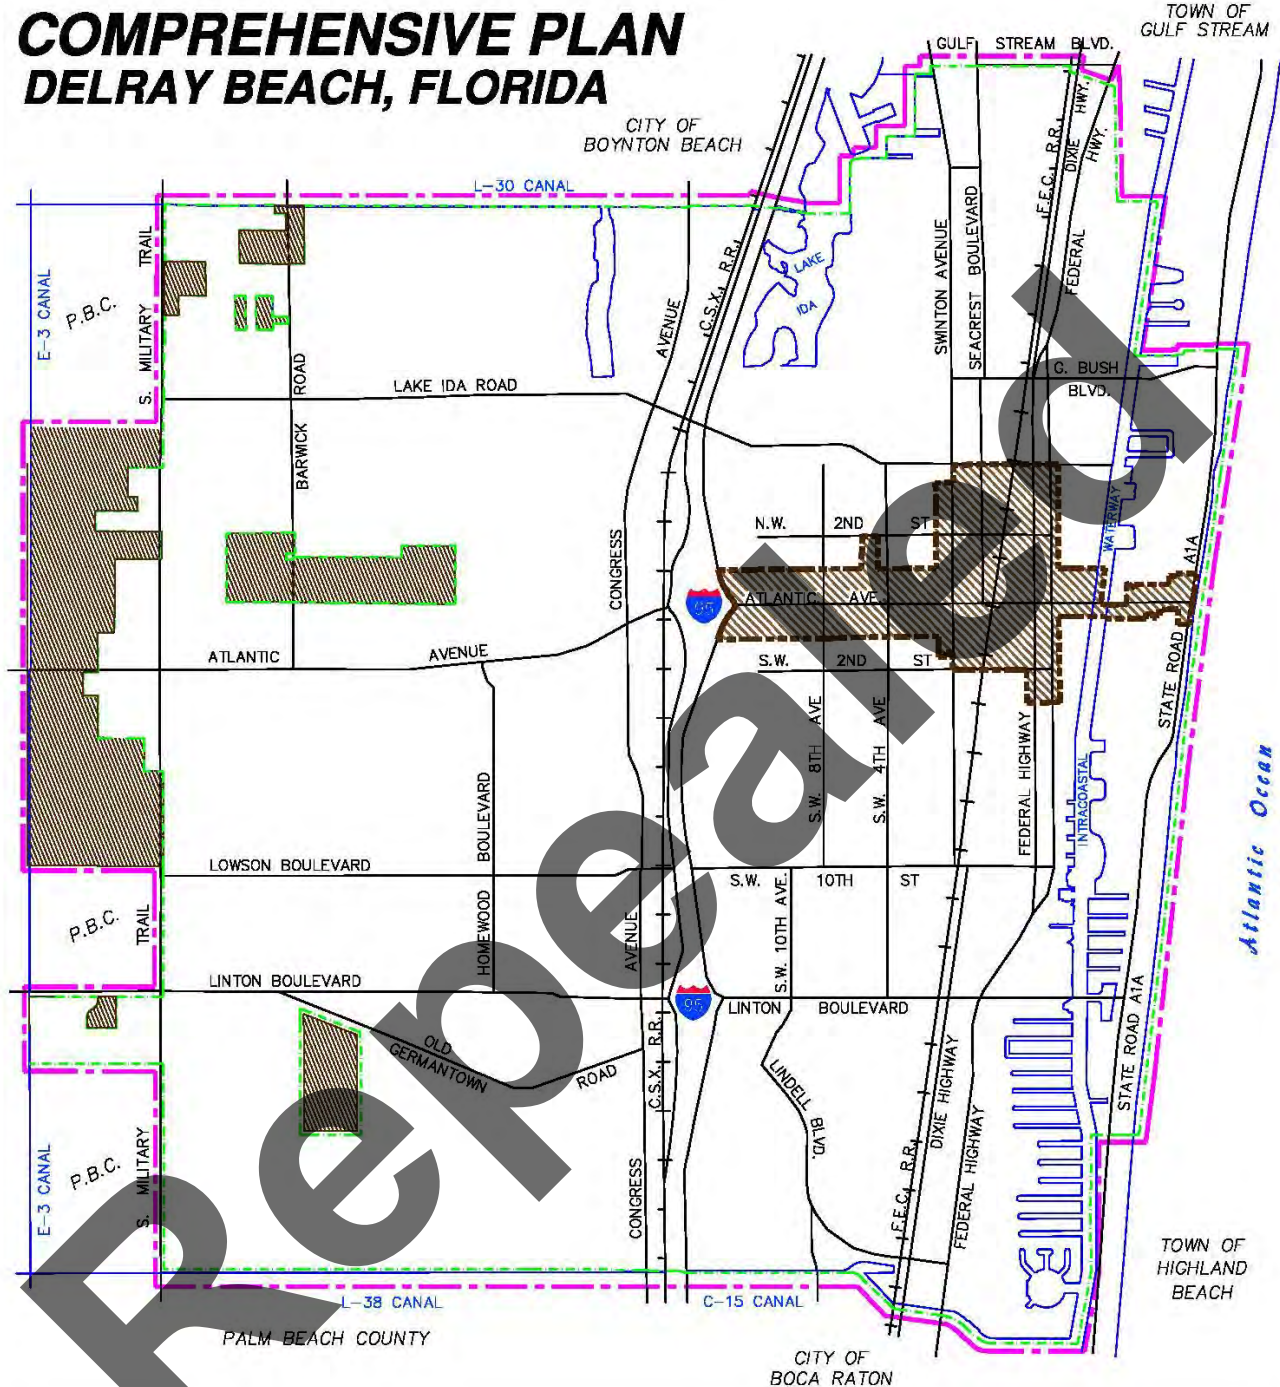 COMPREHENSIVE PLAN
DELRAY BEACH, FLORIDA
TOWN OF
GULF STREAM
GULF STREAM BLVD.
CITY OF
BOYNTON BEACH
L-30 CANAL
E-3 CANAL
P.B.C.
S. MILITARY TRAIL
BARWICK ROAD
LAKE IDA ROAD
CONGRESS AVENUE
C.S.X. R.R.
LAKE
IDA
SWINTON AVENUE
SEACREST BOULEVARD
F.E.C. R.R.
DIXIE HWY.
FEDERAL HWY.
G. BUSH
BLVD.
N.W. 2ND ST
WATERWAY
A1A
95
ATLANTIC AVE.
ATLANTIC AVENUE
S.W. 2ND ST
STATE ROAD
S.W. 8TH AVE
S.W. 4TH AVE
FEDERAL HIGHWAY
INTRACOASTAL
Atlantic Ocean
HOMEWOOD BOULEVARD
LOWSON BOULEVARD
S.W. 10TH ST
P.B.C.
TRAIL
AVENUE
S.W. 10TH AVE.
LINTON BOULEVARD
95
LINTON BOULEVARD
OLD
GERMANTOWN
ROAD
C.S.X. R.R.
LINDELL BLVD.
DIXIE HIGHWAY
STATE ROAD A1A
E-3 CANAL
P.B.C.
S. MILITARY
CONGRESS
F.E.C. R.R.
FEDERAL HIGHWAY
TOWN OF
HIGHLAND
BEACH
L-38 CANAL
C-15 CANAL
PALM BEACH COUNTY
CITY OF
BOCA RATON
Repealed